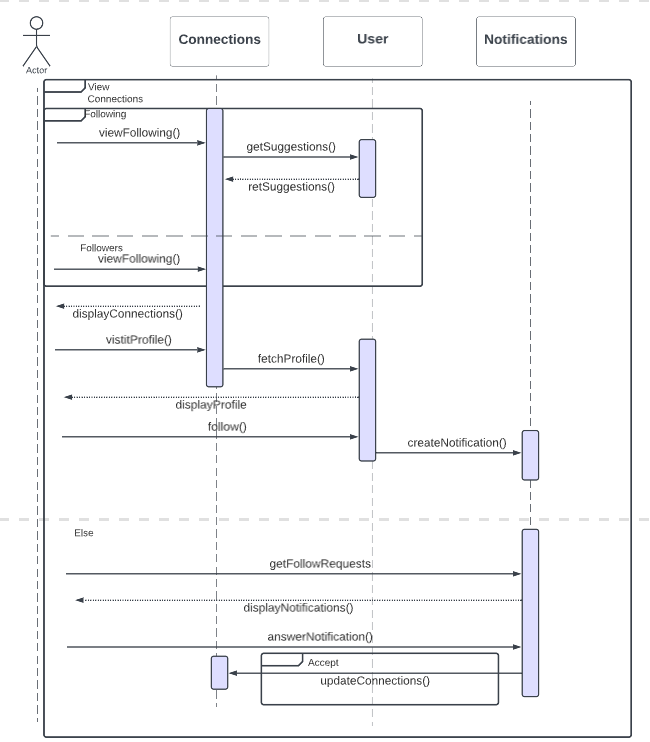 Connections
User
Notifications
Actor
View
Connections
Following
viewFollowing()
getSuggestions()
retSuggestions()
Followers
viewFollowing()
displayConnections()
vistitProfile()
fetchProfile()
displayProfile
follow()
createNotification()
Else
getFollowRequests
displayNotifications()
answerNotification()
Accept
updateConnections()